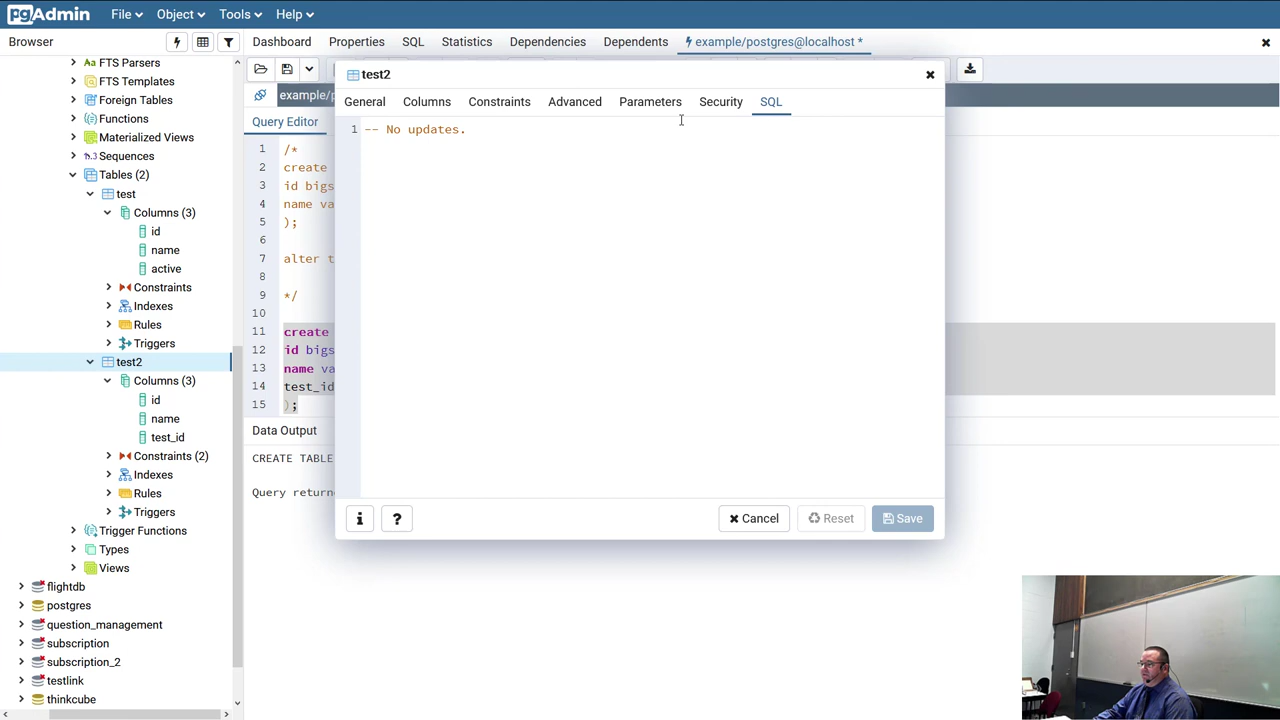 pgAdmin File Object Tools Help
Browser Dashboard Properties SQL Statistics Dependencies Dependents example/postgres@localhost *
FTS Parsers
FTS Templates
Foreign Tables
Functions
Materialized Views
Sequences
Tables (2)
test
Columns (3)
id
name
active
Constraints
Indexes
Rules
Triggers
test2
Columns (3)
id
name
test_id
Constraints (2)
Indexes
Rules
Triggers
Trigger Functions
Types
Views
flightdb
postgres
question_management
subscription
subscription_2
testlink
thinkcube
example/p
Query Editor
1 /*
2 create
3 id bigs
4 name va
5 );
6
7 alter t
8
9 */
10
11 create
12 id bigs
13 name va
14 test_id
15 );
Data Output
CREATE TABLE
Query return
test2
General Columns Constraints Advanced Parameters Security SQL
1 -- No updates.
i ? Cancel Reset Save